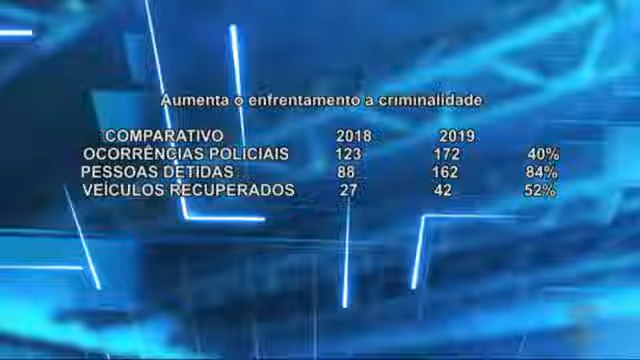 Aumenta o enfrentamento a criminalidade
COMPARATIVO 2018 2019
OCORRÊNCIAS POLICIAIS 123 172 40%
PESSOAS DETIDAS 88 162 84%
VEÍCULOS RECUPERADOS 27 42 52%